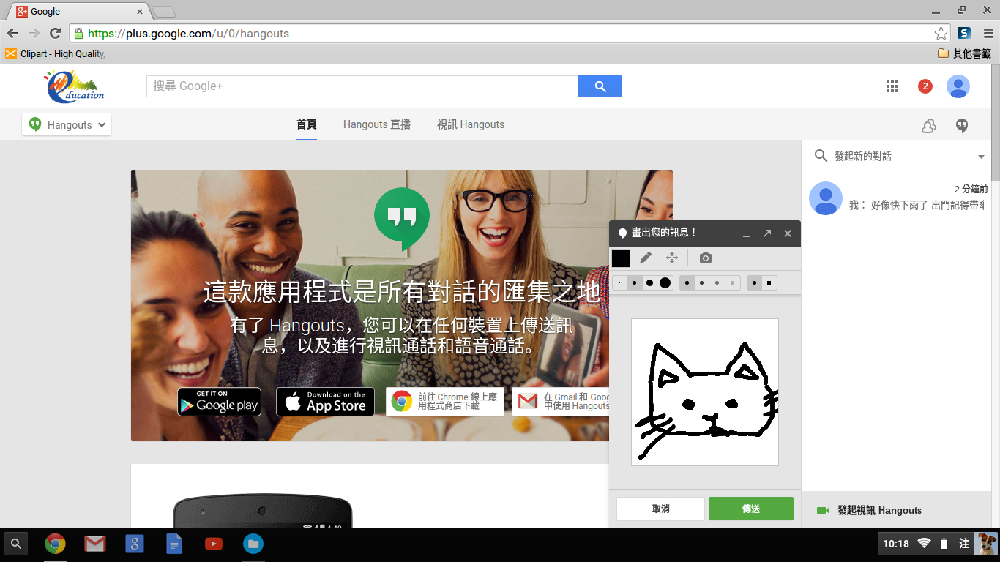 Google
https://plus.google.com/u/0/hangouts
Clipart - High Quality,
其他書籤
ducation
搜尋 Google+
2
Hangouts
首頁
Hangouts 直播
視訊 Hangouts
發起新的對話
2 分鐘前
我： 好像快下雨了 出門記得帶傘
畫出您的訊息！
這款應用程式是所有對話的匯集之地
有了 Hangouts，您可以在任何裝置上傳送訊
息，以及進行視訊通話和語音通話。
GET IT ON
Google play
Download on the
App Store
前往 Chrome 線上應
用程式商店下載
在 Gmail 和 Goog
中使用 Hangouts
取消
傳送
發起視訊 Hangouts
10:18
注